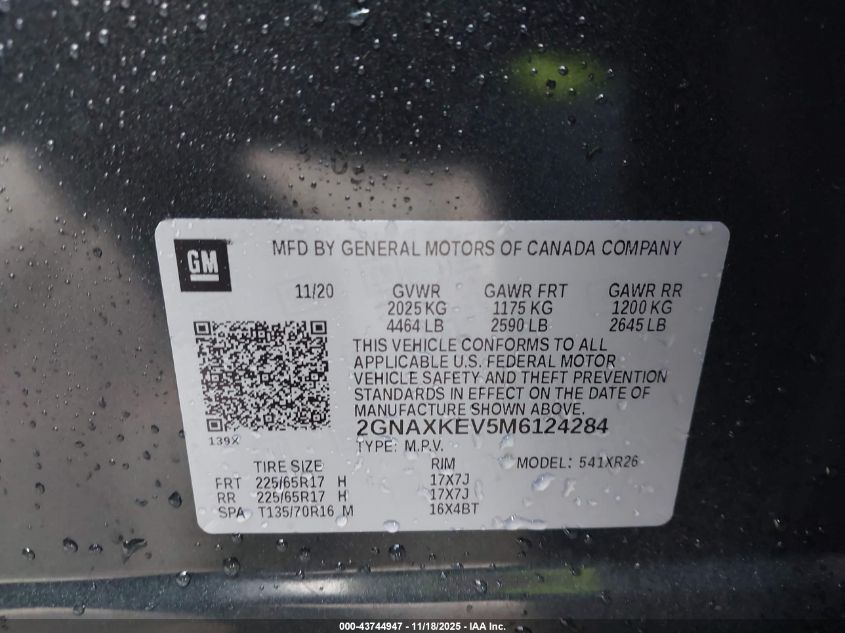 GM
MFD BY GENERAL MOTORS OF CANADA COMPANY
11/20 GVWR GAWR FRT GAWR RR
2025 KG 1175 KG 1200 KG
4464 LB 2590 LB 2645 LB
THIS VEHICLE CONFORMS TO ALL
APPLICABLE U.S. FEDERAL MOTOR
VEHICLE SAFETY AND THEFT PREVENTION
STANDARDS IN EFFECT ON THE DATE OF
MANUFACTURE SHOWN ABOVE.
139X
2GNAXKEV5M6124284
TYPE: M.P.V.
TIRE SIZE RIM MODEL: 541XR26
FRT 225/65R17 H 17X7J
RR 225/65R17 H 17X7J
SPA T135/70R16 M 16X4BT
000-43744947 - 11/18/2025 - IAA Inc.